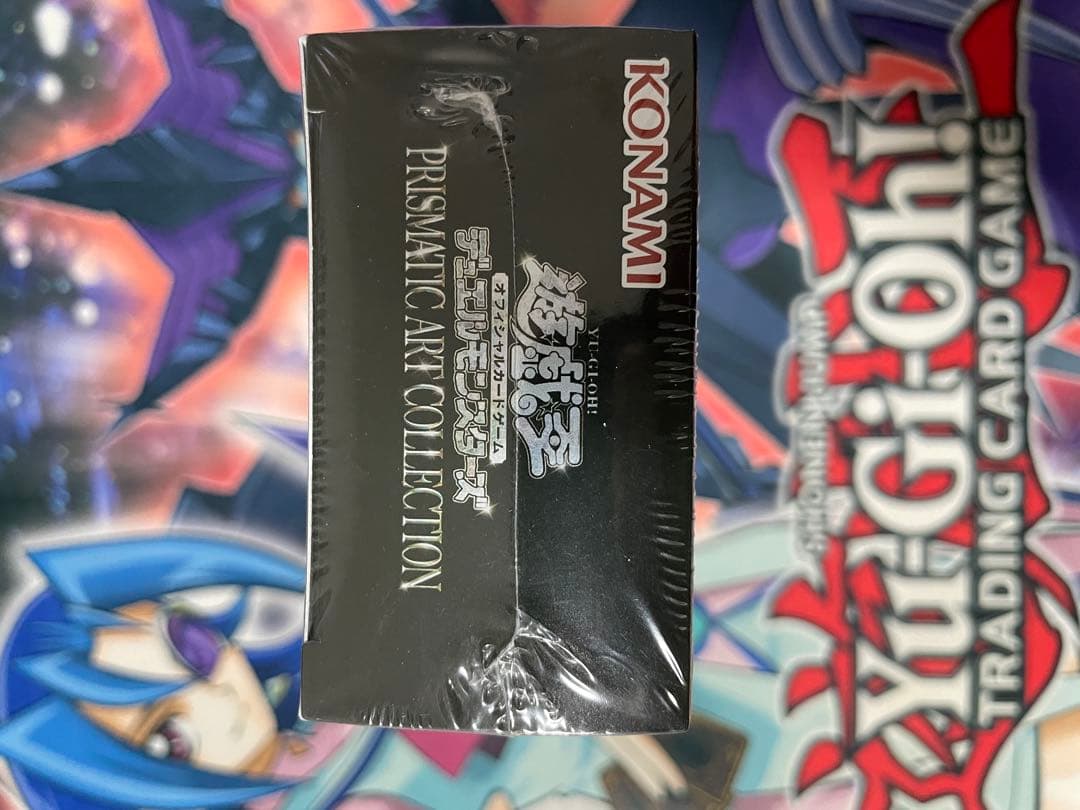 KONAMI
YU-GI-OH!
遊戯王
オフィシャルカードゲーム
デュエルモンスターズ
PRISMATIC ART COLLECTION
SHONEN JUMP
Yu-Gi-Oh!
TRADING CARD GAME